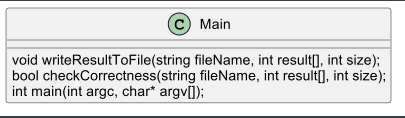 C Main
void writeResultToFile(string fileName, int result[], int size);
bool checkCorrectness(string fileName, int result[], int size);
int main(int argc, char* argv[]);